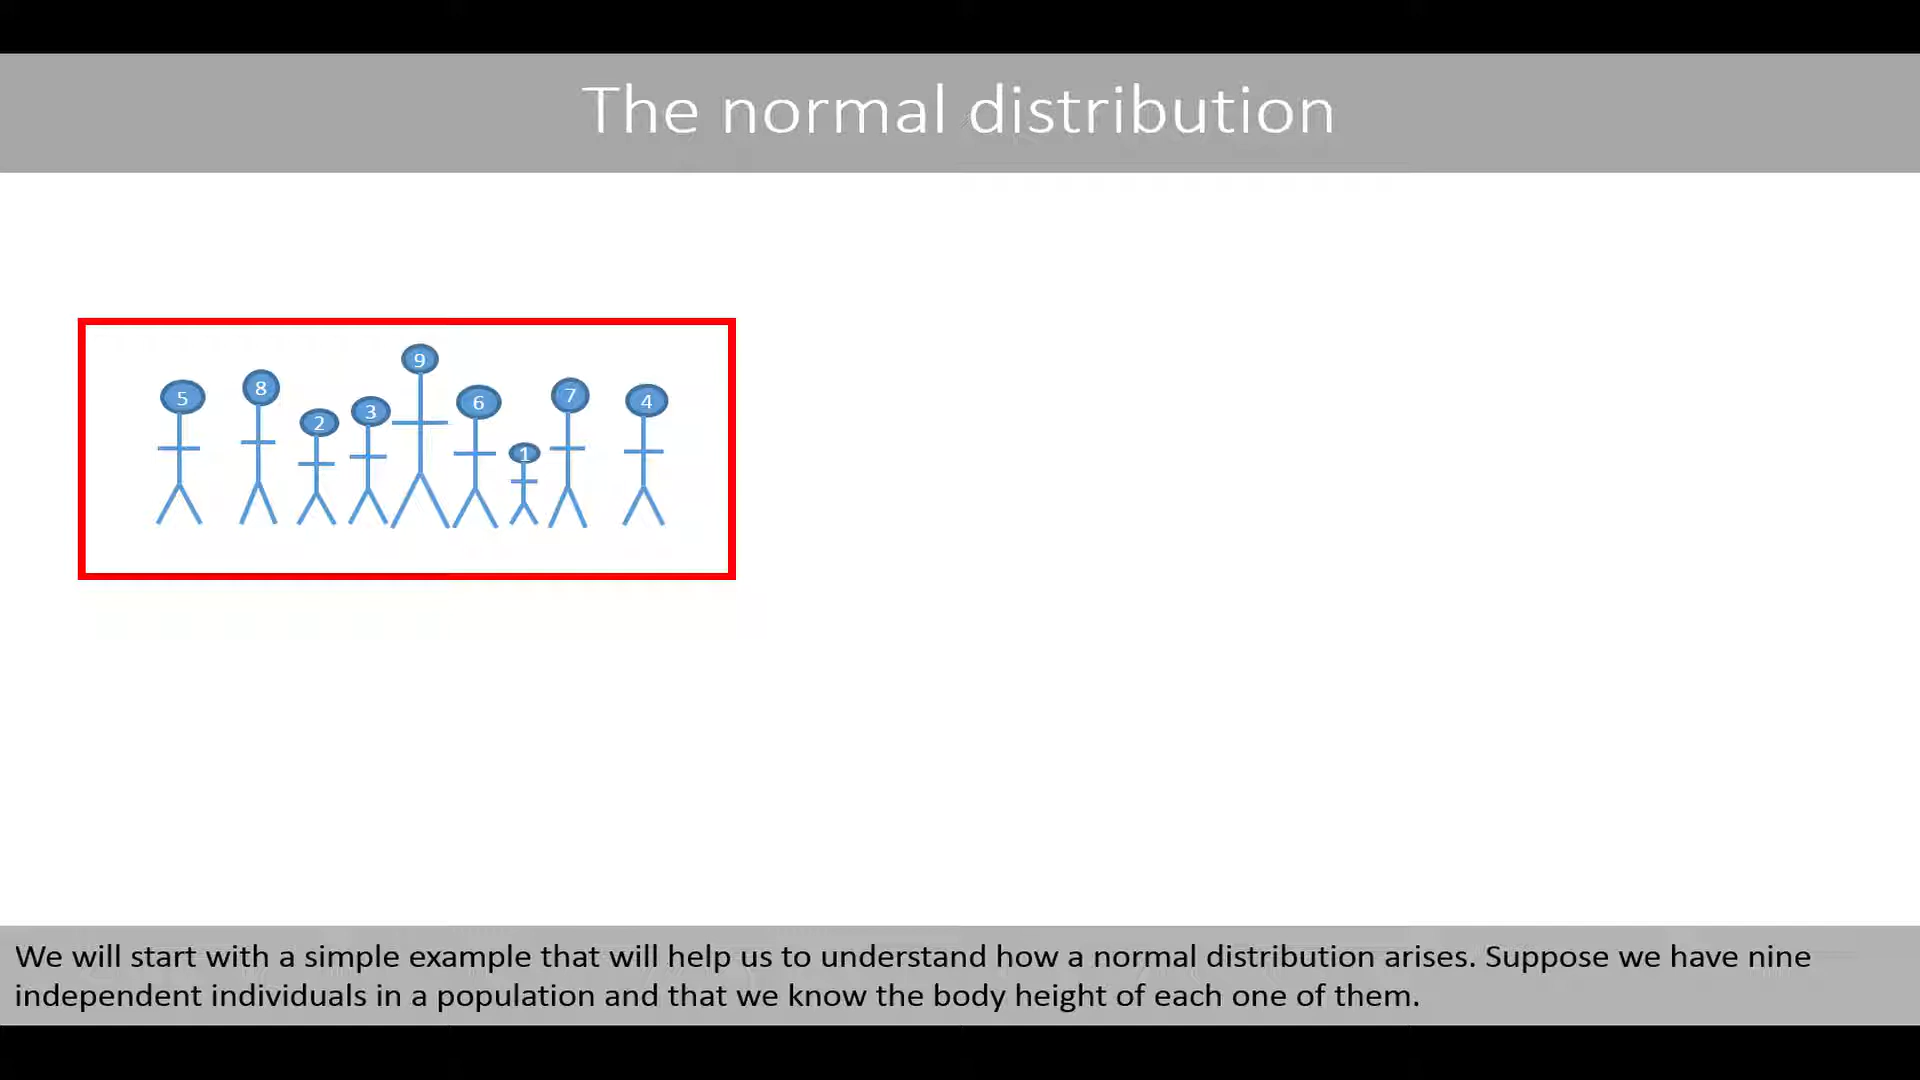 The normal distribution
5 8 2 3 9 6 1 7 4
We will start with a simple example that will help us to understand how a normal distribution arises. Suppose we have nine
independent individuals in a population and that we know the body height of each one of them.